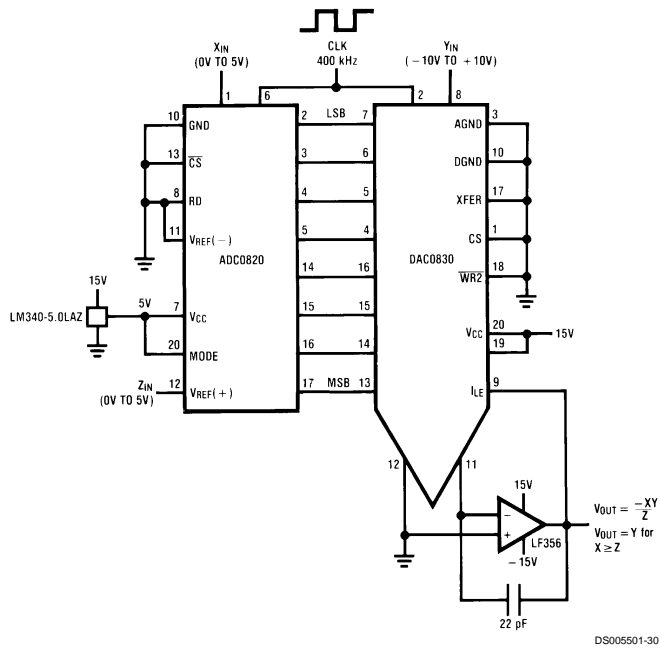 CLK
400 kHz
XIN
(0V TO 5V)
YIN
(−10V TO +10V)
1
6
2
8
10
GND
2
LSB
7
AGND
3
13
CS
3
6
DGND
10
8
RD
4
5
XFER
17
11
VREF(−)
5
4
CS
1
ADC0820
DAC0830
14
16
WR2
18
15V
LM340-5.0LAZ
5V
7
VCC
15
15
VCC
20
19
15V
20
MODE
16
14
ZIN
(0V TO 5V)
12
VREF(+)
17
MSB
13
ILE
9
12
11
15V
−
+
LF356
−15V
VOUT = −XY
Z
VOUT = Y for
X ≥ Z
22 pF
DS005501-30